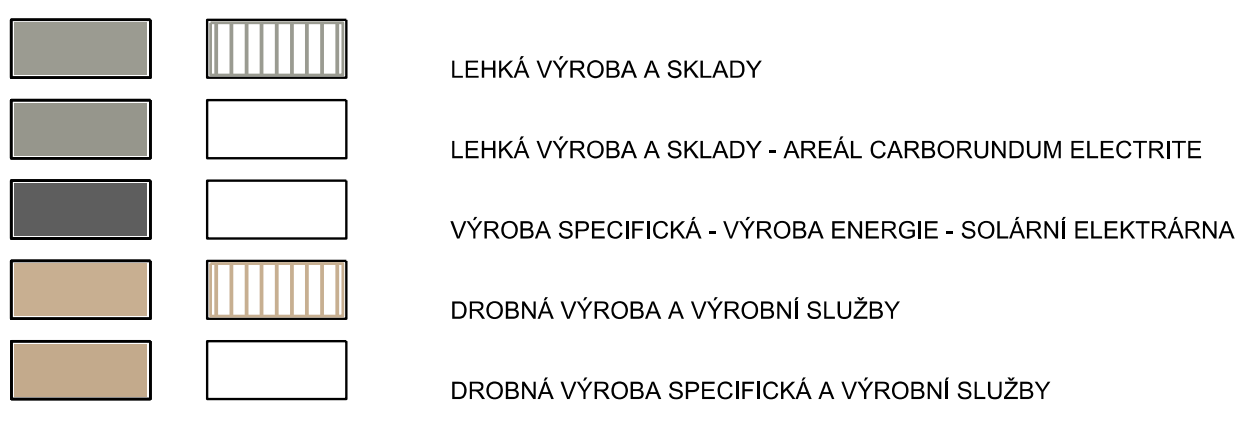 LEHKÁ VÝROBA A SKLADY
LEHKÁ VÝROBA A SKLADY - AREÁL CARBORUNDUM ELECTRITE
VÝROBA SPECIFICKÁ - VÝROBA ENERGIE - SOLÁRNÍ ELEKTRÁRNA
DROBNÁ VÝROBA A VÝROBNÍ SLUŽBY
DROBNÁ VÝROBA SPECIFICKÁ A VÝROBNÍ SLUŽBY